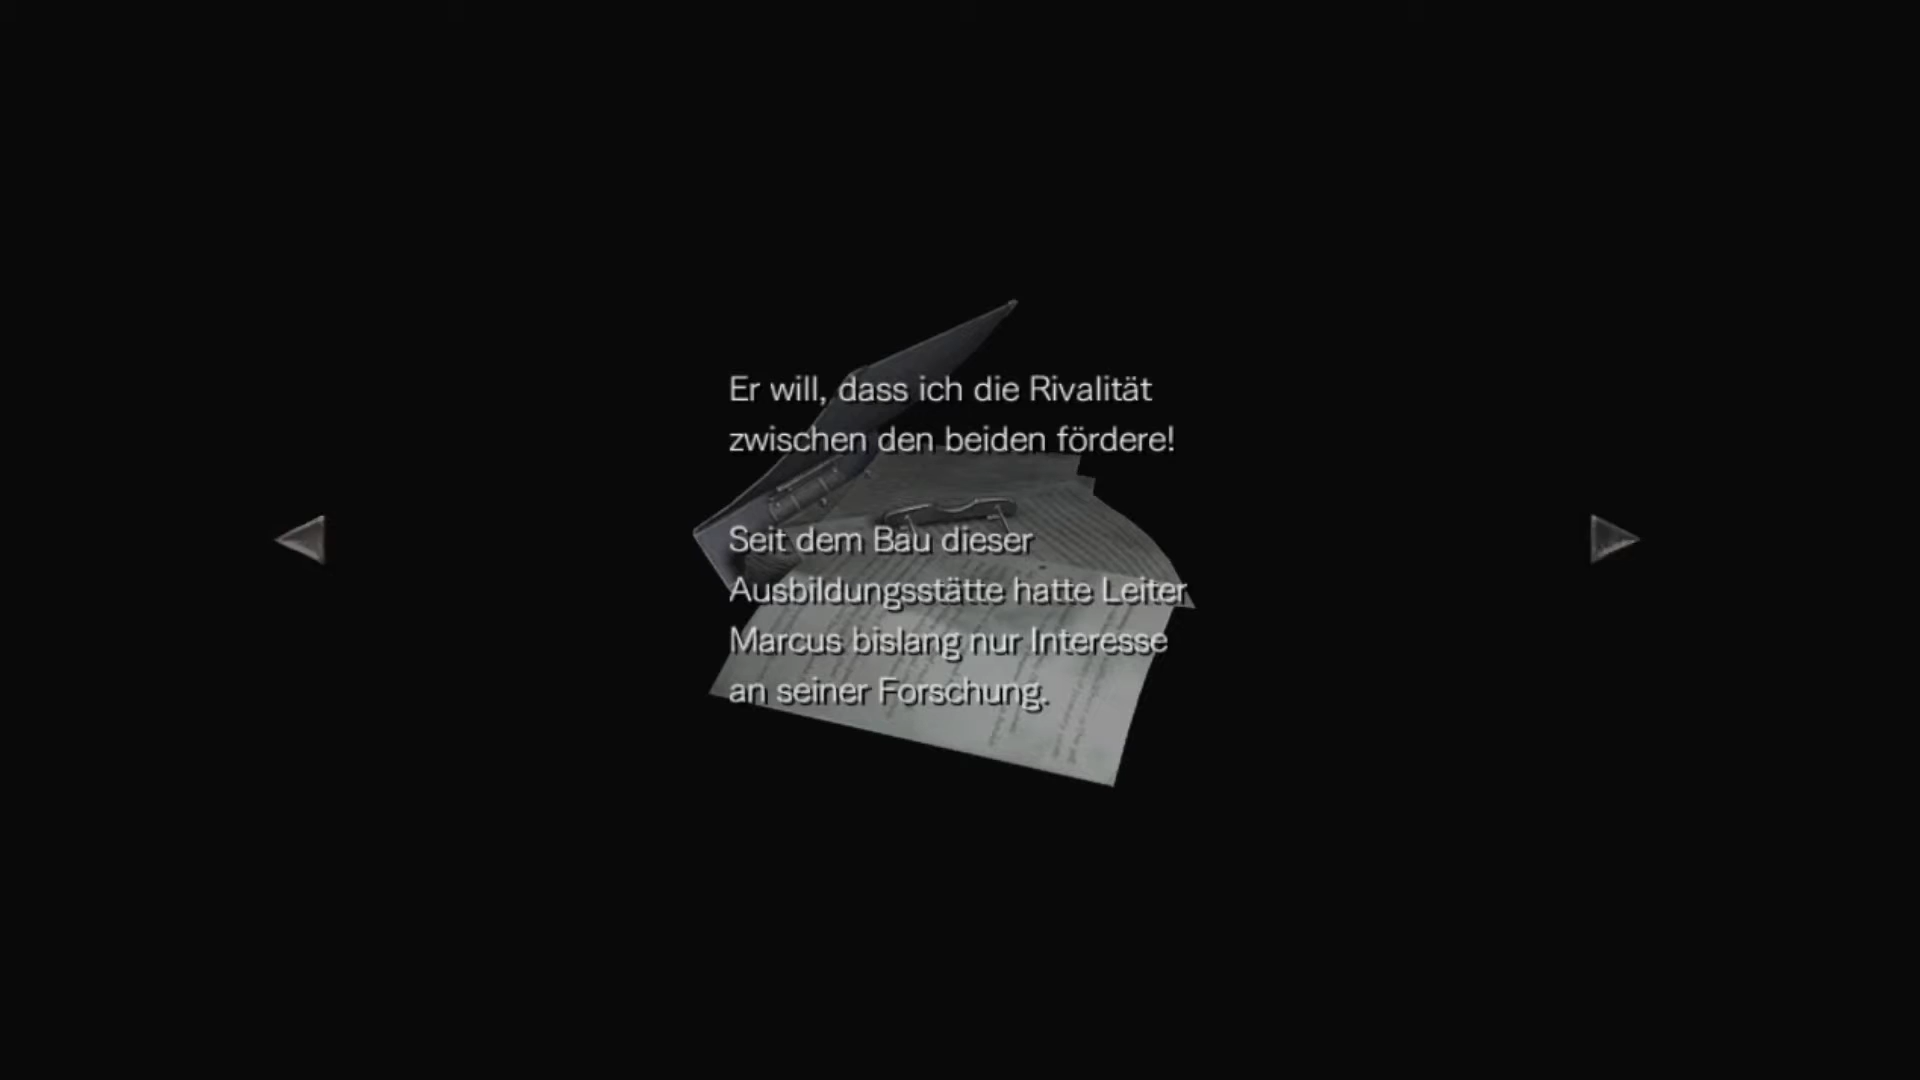 Er will, dass ich die Rivalität
zwischen den beiden fördere!
Seit dem Bau dieser
Ausbildungsstätte hatte Leiter
Marcus bislang nur Interesse
an seiner Forschung.